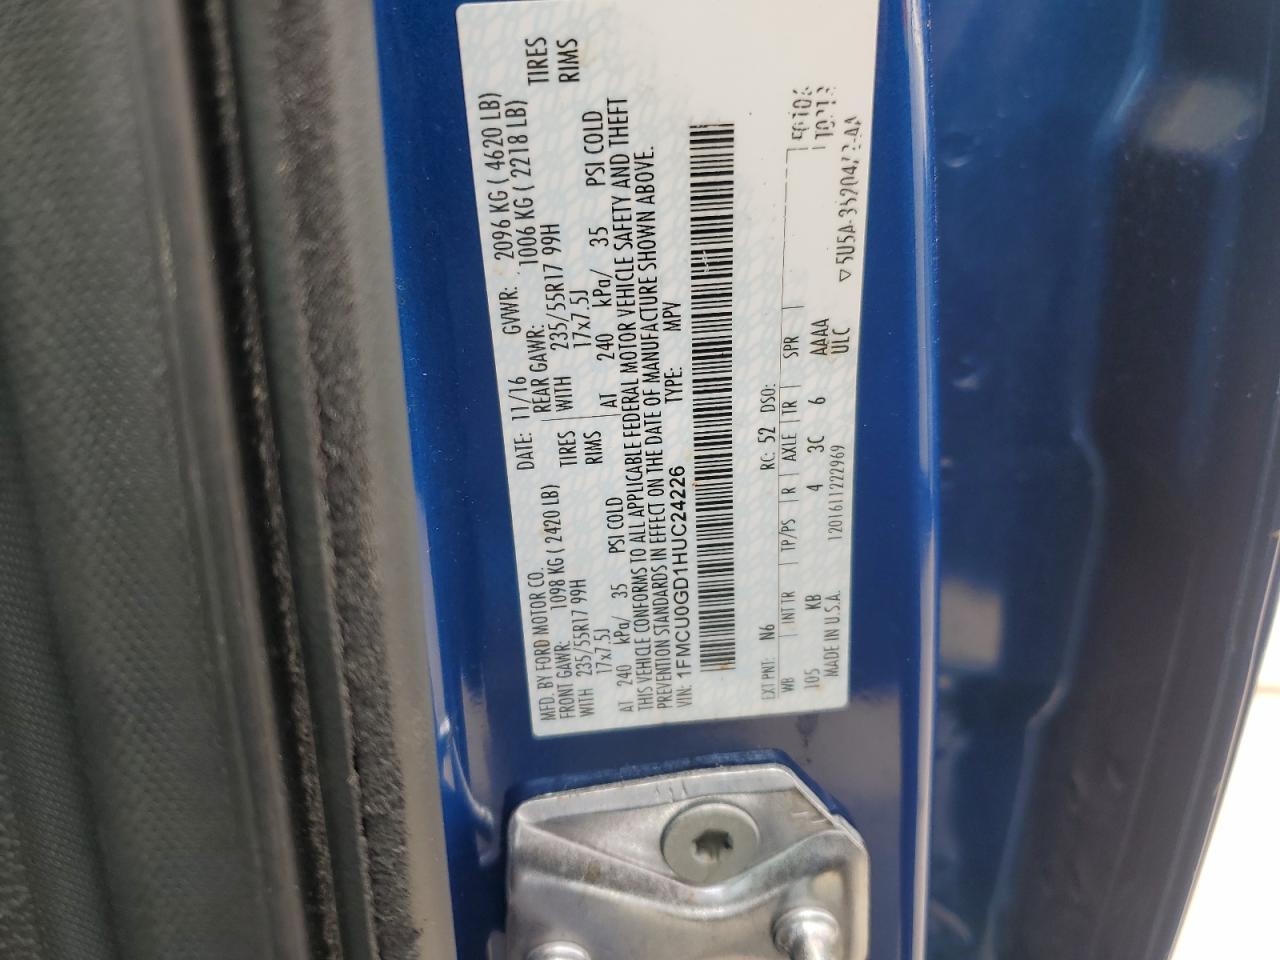 MFD. BY FORD MOTOR CO. DATE: 11/16 GVWR: 2096 KG ( 4620 LB)
FRONT GAWR: 1098 KG ( 2420 LB) REAR GAWR: 1006 KG ( 2218 LB)
WITH 235/55R17 99H TIRES WITH 235/55R17 99H TIRES
17x7.5J RIMS 17x7.5J RIMS
AT 240 kPa/ 35 PSI COLD AT 240 kPa/ 35 PSI COLD
THIS VEHICLE CONFORMS TO ALL APPLICABLE FEDERAL MOTOR VEHICLE SAFETY AND THEFT
PREVENTION STANDARDS IN EFFECT ON THE DATE OF MANUFACTURE SHOWN ABOVE.
VIN: 1FMCU0GD1HUC24226 TYPE: MPV
EXT PNT: N6 RC: 52 DSO:
WB INT TR TP/PS R AXLE TR SPR
105 KB 4 3C 6 AAAA
MADE IN U.S.A. 1201611222969 ULC